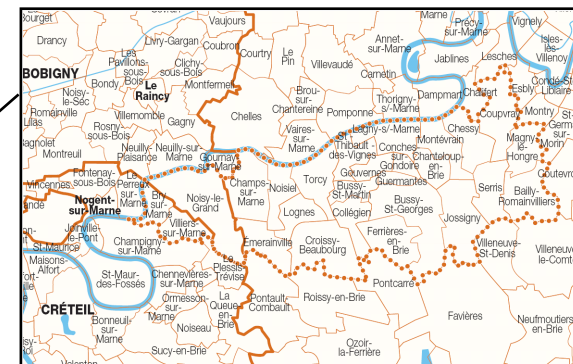 Bourget
Drancy
BOBIGNY
Noisy-
le-Sec
Romainville
Lilas
Bagnolet
Montreuil
Vincennes
Les
Pavillons-
sous-
Bois
Bondy
Livry-Gargan
Coubron
Vaujours
Clichy-
sous-Bois
Montfermeil
Le
Raincy
Villemomble
Gagny
Rosny-
sous-Bois
Neuilly-
Plaisance
Neuilly-sur-
Marne
Gournay
sur-Marne
Fontenay-
sous-Bois
Le
Perreux
sur-
Marne
Bry-
sur-
Marne
Noisy-le-
Grand
Nogent-
sur-Marne
Joinville-
le-Pont
St-Maurice
Maisons-
Alfort
Champigny-
sur-Marne
Villiers-
sur-Marne
St-Maur-
des-Fossés
Chennevières-
sur-Marne
Ormesson-
sur-
Marne
Le
Plessis-
Trévise
La
Queue-
en-
Brie
CRÉTEIL
Bonneuil-
sur-
Marne
Noiseau
Sucy-en-Brie
Courtry
Le
Pin
Villevaudé
Chelles
Brou-
sur-
Chantereine
Vaires-
sur-
Marne
Pomponne
Carnetin
Annet-
sur-Marne
Marne
Précy-
sur-Marne
Vignely
Isles-
lès-
Villenoy
Jablines
Lesches
Condé-St-
Thorigny-
s/-Marne
Dampmart
Chalifert
Esbly
Coupvray
Montry
St-
Germ
sur-
Morin
Lagny-s/-Marne
St
Thibault
des-Vignes
Gouvernes
Conches-
sur-
Gondoire
Guermantes
Montévrain
Chanteloup-
en-
Brie
Chessy
Magny-
le-
Hongre
Coutevro
Champs-
sur-
Marne
Noisiel
Torcy
Lognes
Bussy-
St-Martin
Collégien
Bussy-
St-Georges
Serris
Bailly-
Romainvilliers
Jossigny
Emerainville
Croissy-
Beaubourg
Ferrières-
en-
Brie
Villeneuve-
St-Denis
Villeneuv
le-Comte
Pontcarré
Pontault-
Combault
Roissy-en-Brie
Favières
Neufmoutiers
en-Brie
Ozoir-
la-Ferrière